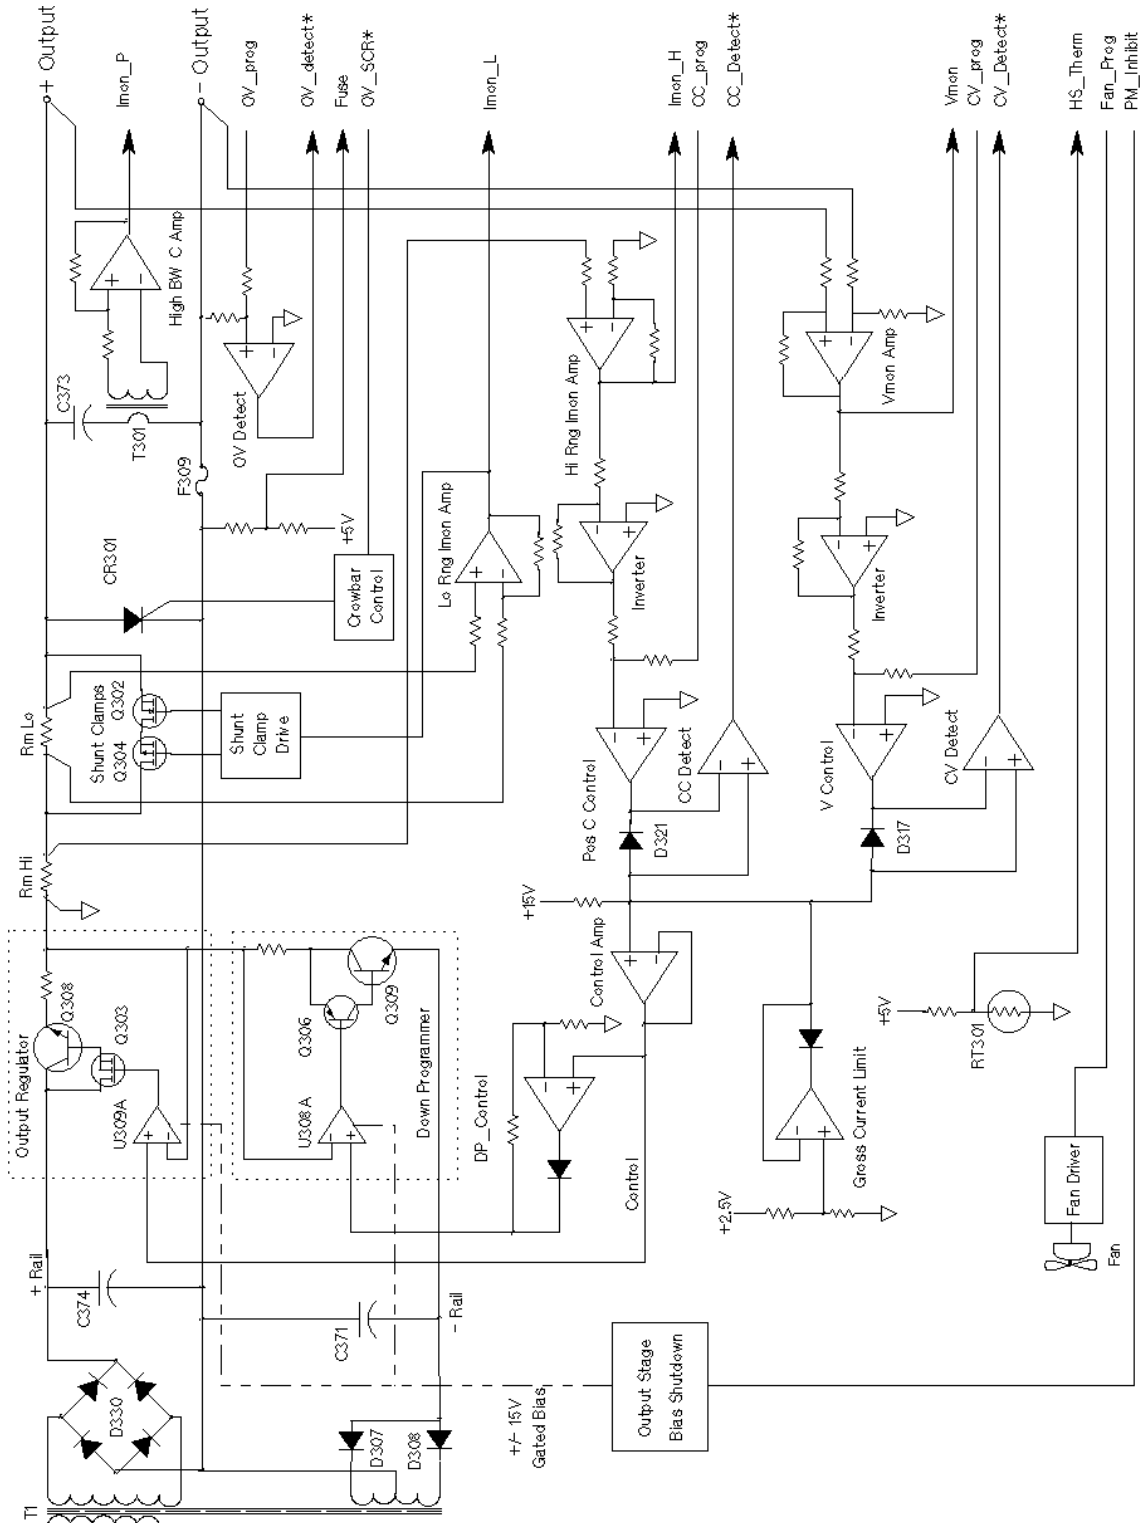 + Output
Imon_P
- Output
OV_prog
OV_detect*
Fuse
OV_SCR*
Imon_L
Imon_H
CC_prog
CC_Detect*
Vmon
CV_prog
CV_Detect*
HS_Therm
Fan_Prog
PM_Inhibit
High BW C Amp
+
-
C373
T301
OV Detect
+
-
F309
+5V
CR301
Crowbar
Control
Lo Rng Imon Amp
+
-
Hi Rng Imon Amp
+
-
Inverter
-
+
Vmon Amp
+
-
Inverter
-
+
Rm Lo
Shunt Clamps
Q304
Q302
Shunt
Clamp
Drive
Pos C Control
-
+
CC Detect
-
+
D321
V Control
-
+
CV Detect
-
+
D317
Rm Hi
+15V
Output Regulator
Q308
Q303
U309A
+
-
Down Programmer
Q306
Q309
U308A
-
+
DP_Control
-
+
Control Amp
+
-
Control
Gross Current Limit
-
+
+2.5V
+5V
RT301
Fan Driver
Fan
+ Rail
C374
C371
- Rail
D330
D307
D308
T1
+/- 15V
Gated Bias
Output Stage
Bias Shutdown